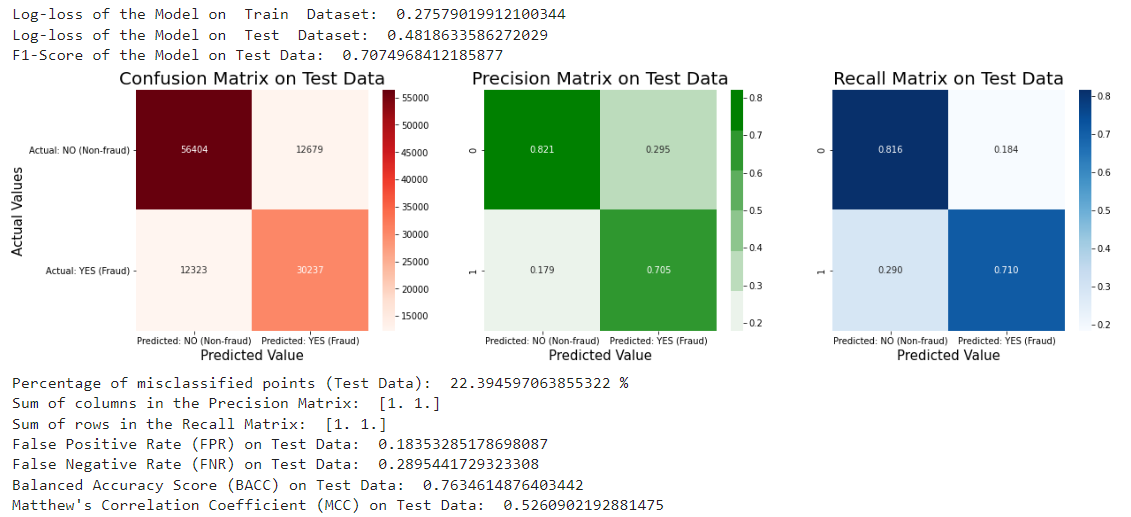 Log-loss of the Model on  Train  Dataset:  0.27579019912100344
Log-loss of the Model on  Test  Dataset:  0.4818633586272029
F1-Score of the Model on Test Data:  0.7074968412185877
Confusion Matrix on Test Data
Actual Values
Actual: NO (Non-fraud)
Actual: YES (Fraud)
56404 12679
12323 30237
Predicted: NO (Non-fraud) Predicted: YES (Fraud)
Predicted Value
55000
50000
45000
40000
35000
30000
25000
20000
15000
Precision Matrix on Test Data
0
1
0.821 0.295
0.179 0.705
Predicted: NO (Non-fraud) Predicted: YES (Fraud)
Predicted Value
0.8
0.7
0.6
0.5
0.4
0.3
0.2
Recall Matrix on Test Data
0
1
0.816 0.184
0.290 0.710
Predicted: NO (Non-fraud) Predicted: YES (Fraud)
Predicted Value
0.8
0.7
0.6
0.5
0.4
0.3
0.2
Percentage of misclassified points (Test Data):  22.394597063855322 %
Sum of columns in the Precision Matrix:  [1. 1.]
Sum of rows in the Recall Matrix:  [1. 1.]
False Positive Rate (FPR) on Test Data:  0.18353285178698087
False Negative Rate (FNR) on Test Data:  0.2895441729323308
Balanced Accuracy Score (BACC) on Test Data:  0.7634614876403442
Matthew's Correlation Coefficient (MCC) on Test Data:  0.5260902192881475